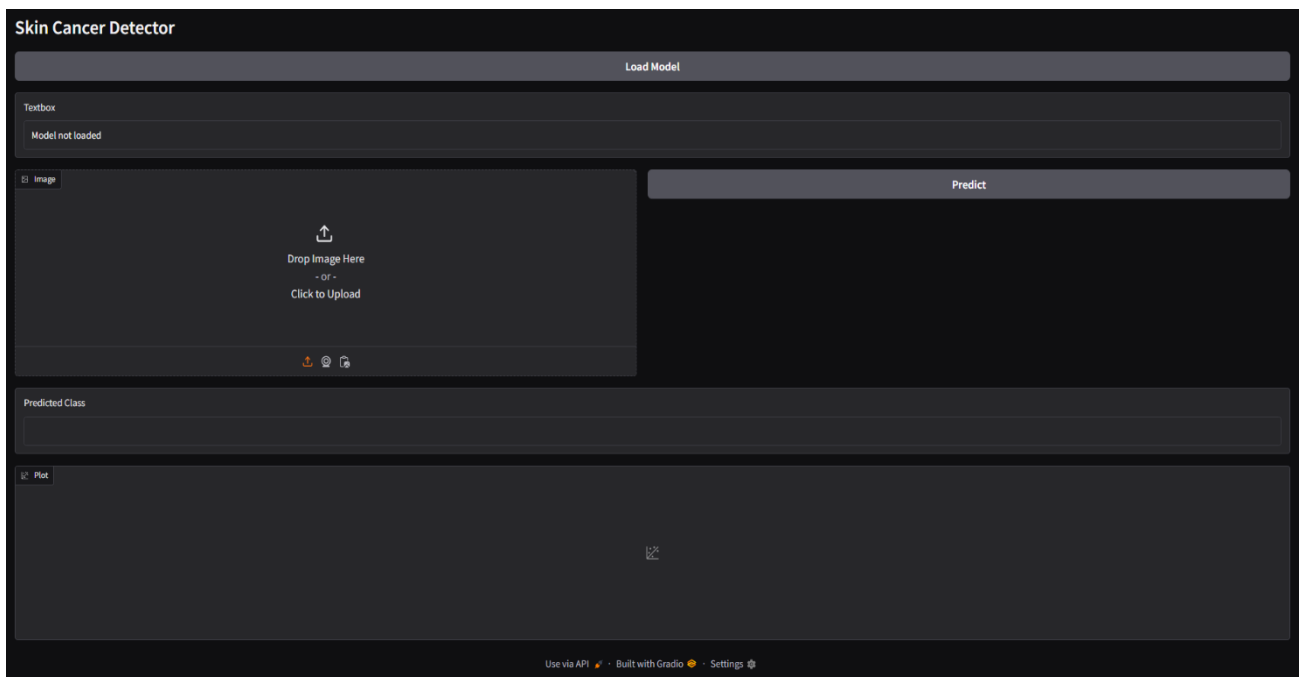 Skin Cancer Detector
Load Model
Textbox
Model not loaded
Image
Predict
Drop Image Here
- or -
Click to Upload
Predicted Class
Plot
Use via API · Built with Gradio · Settings